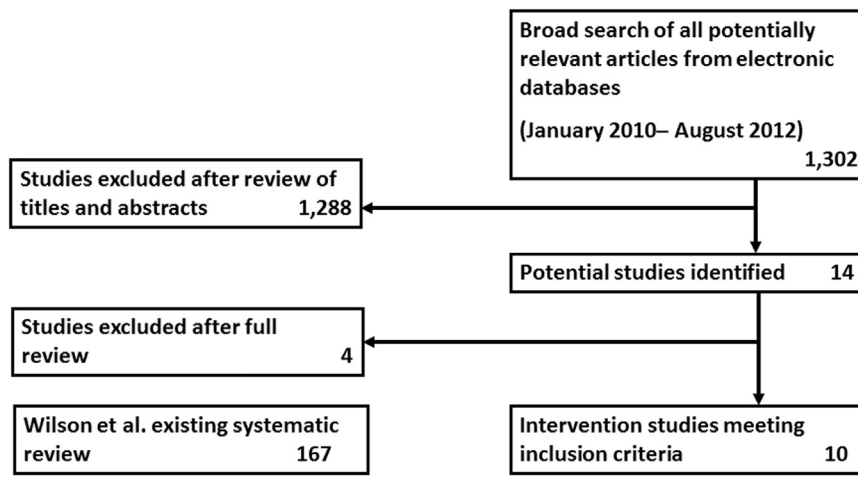 Broad search of all potentially
relevant articles from electronic
databases
(January 2010– August 2012)
1,302
Studies excluded after review of
titles and abstracts 1,288
Potential studies identified 14
Studies excluded after full
review 4
Wilson et al. existing systematic
review 167
Intervention studies meeting
inclusion criteria 10